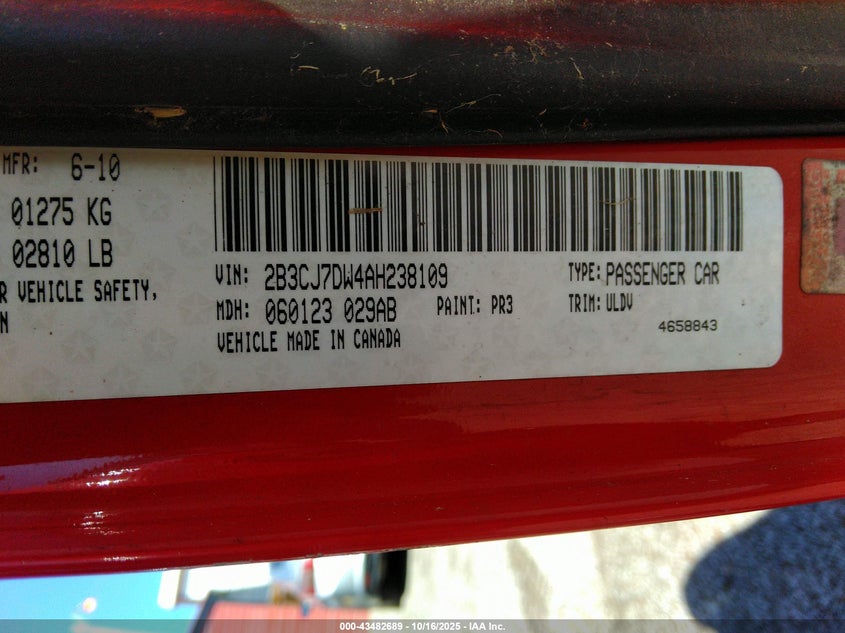 MFR: 6-10
01275 KG
02810 LB
R VEHICLE SAFETY,
N
VIN: 2B3CJ7DW4AH238109 TYPE: PASSENGER CAR
MDH: 060123 029AB PAINT: PR3 TRIM: ULDV
VEHICLE MADE IN CANADA 4658843
000-43482689 - 10/16/2025 - IAA Inc.